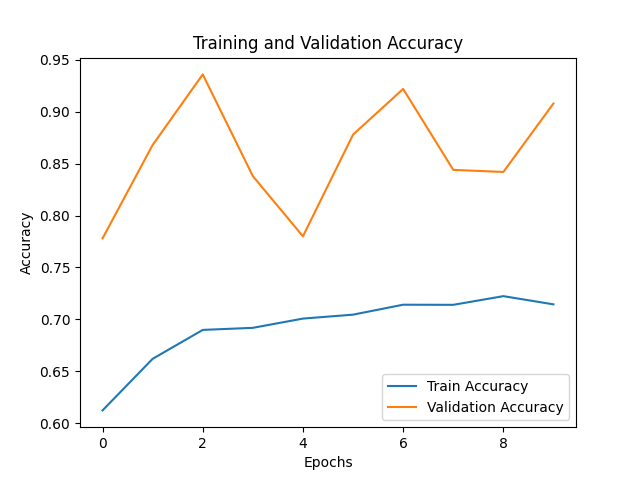 Training and Validation Accuracy
Accuracy
0.95
0.90
0.85
0.80
0.75
0.70
0.65
0.60
Train Accuracy
Validation Accuracy
0 2 4 6 8
Epochs